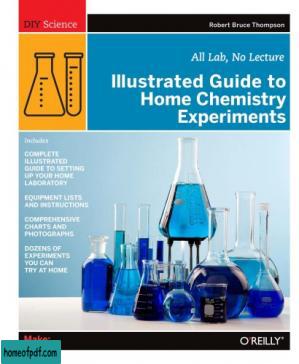 DIY Science
Robert Bruce Thompson
All Lab, No Lecture
Illustrated Guide to
Home Chemistry
Experiments
Includes
COMPLETE
ILLUSTRATED
GUIDE TO SETTING
UP YOUR HOME
LABORATORY
EQUIPMENT LISTS
AND INSTRUCTIONS
COMPREHENSIVE
CHARTS AND
PHOTOGRAPHS
DOZENS OF
EXPERIMENTS
YOU CAN
TRY AT HOME
Make:
O'REILLY®
homeofpdf.com